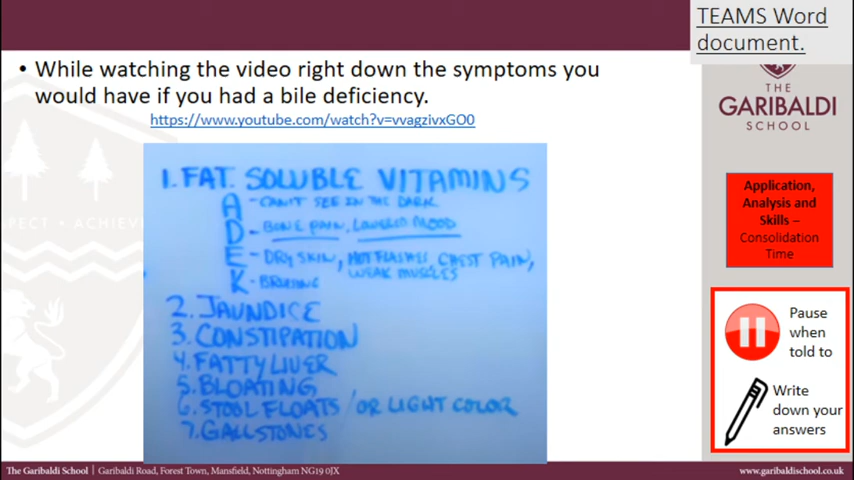 TEAMS Word
document.
• While watching the video right down the symptoms you
would have if you had a bile deficiency.
https://www.youtube.com/watch?v=vvagzivxGO0
1. FAT SOLUBLE VITAMINS
A - CAN'T SEE IN THE DARK
D - BONE PAIN, LOWERED MOOD
E - DRY SKIN, HOT FLASHES CHEST PAIN,
WEAK MUSCLES
K - BRUISING
2. JAUNDICE
3. CONSTIPATION
4. FATTY LIVER
5. BLOATING
6. STOOL FLOATS / OR LIGHT COLOR
7. GALLSTONES
THE
GARIBALDI
SCHOOL
Application,
Analysis and
Skills –
Consolidation
Time
Pause
when
told to
Write
down your
answers
PECT • ACHIEV
The Garibaldi School | Garibaldi Road, Forest Town, Mansfield, Nottingham NG19 0JX
www.garibaldischool.co.uk